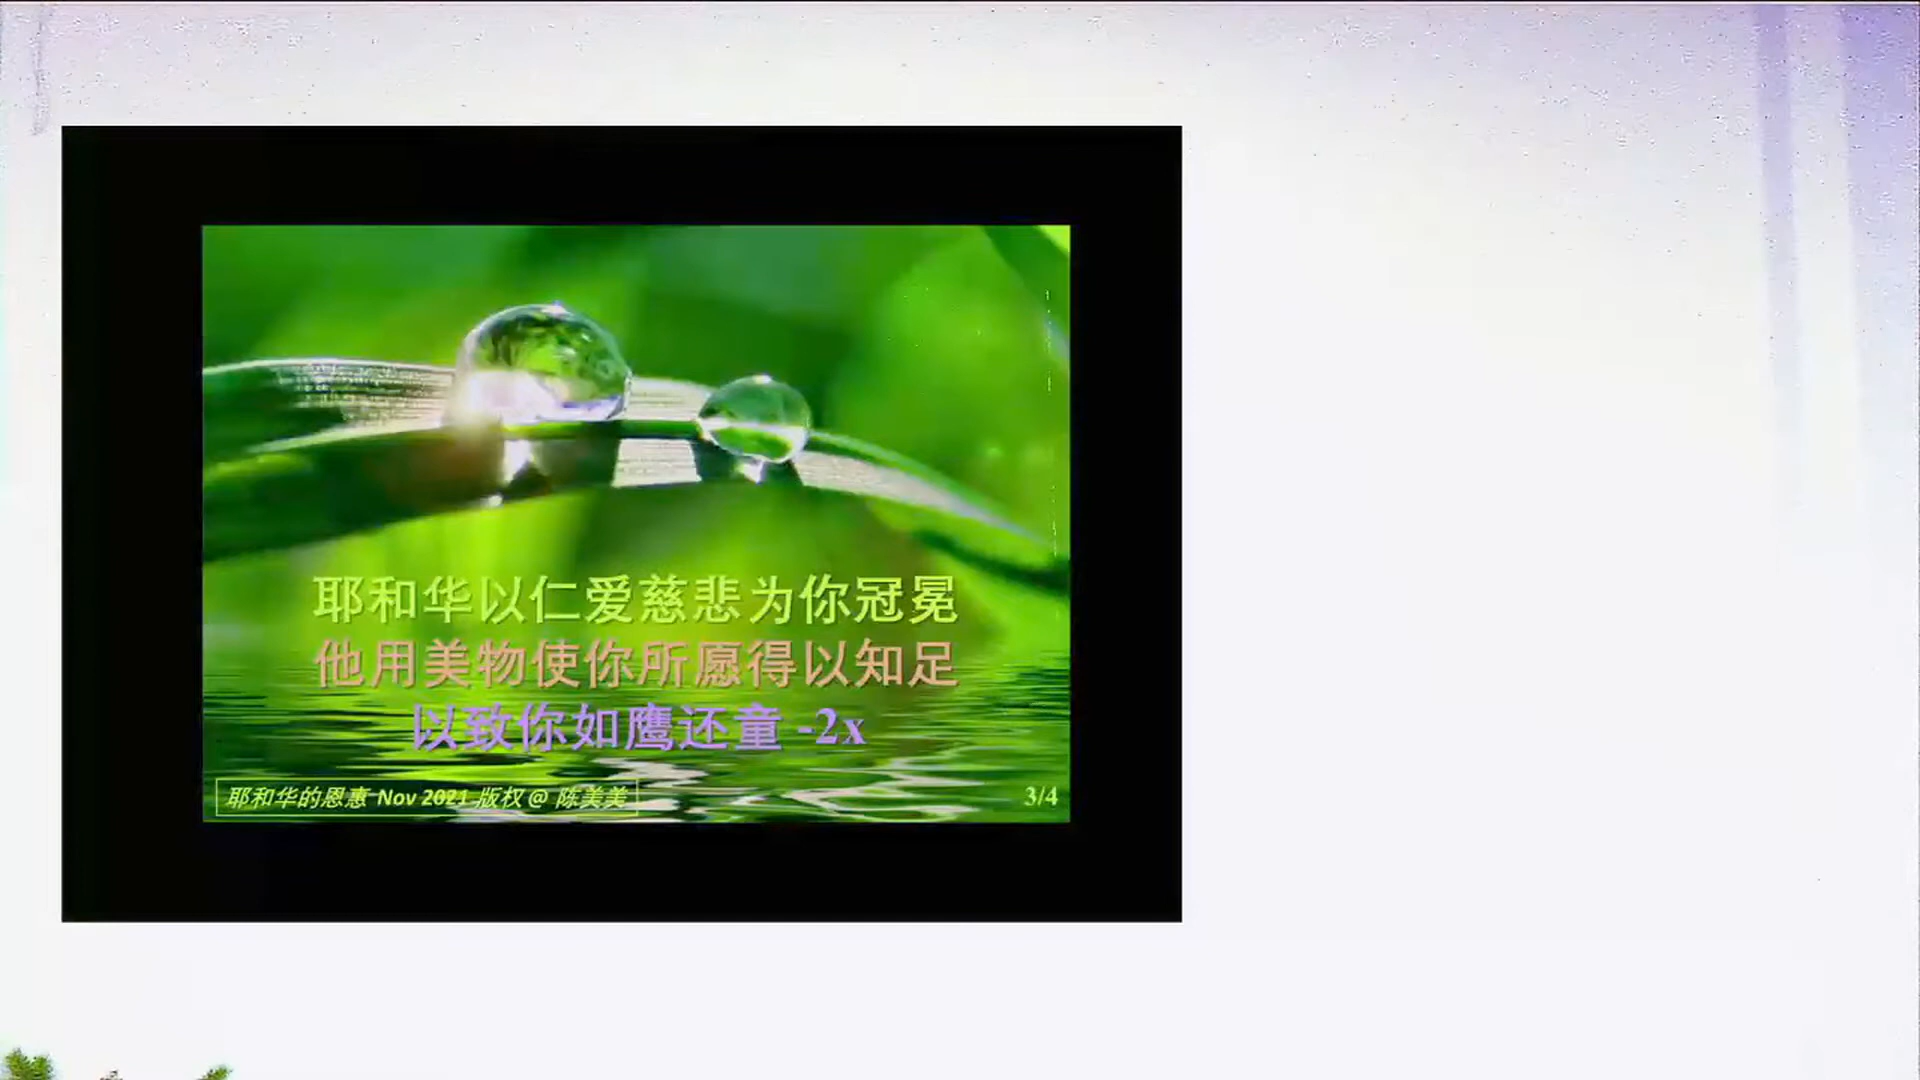 耶和华以仁爱慈悲为你冠冕
他用美物使你所愿得以知足
以致你如鹰还童 -2x
耶和华的恩惠 Nov 2021 版权 @ 陈美美
3/4